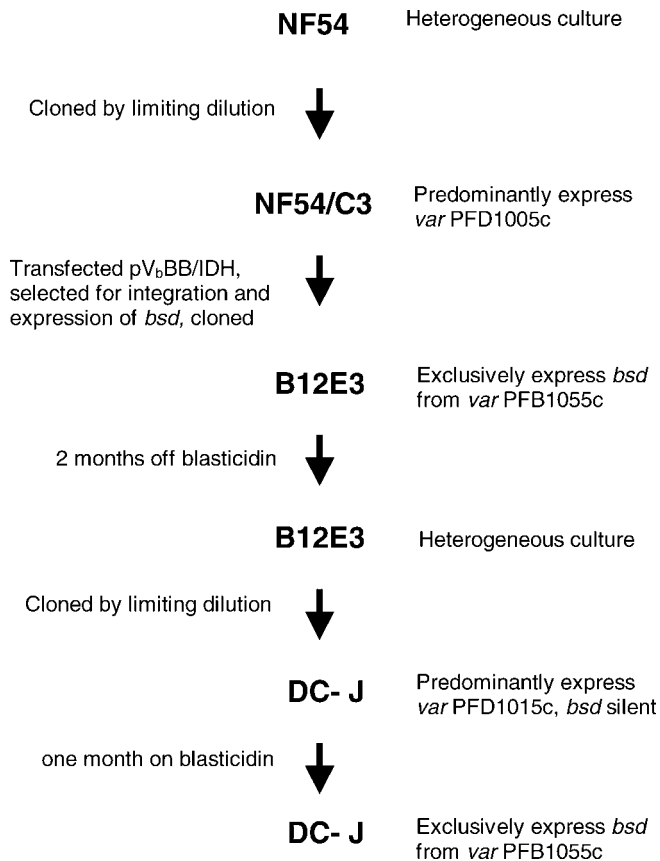 NF54
Heterogeneous culture
Cloned by limiting dilution
NF54/C3
Predominantly express
var PFD1005c
Transfected pVbBB/IDH,
selected for integration and
expression of bsd, cloned
B12E3
Exclusively express bsd
from var PFB1055c
2 months off blasticidin
B12E3
Heterogeneous culture
Cloned by limiting dilution
DC- J
Predominantly express
var PFD1015c, bsd silent
one month on blasticidin
DC- J
Exclusively express bsd
from var PFB1055c